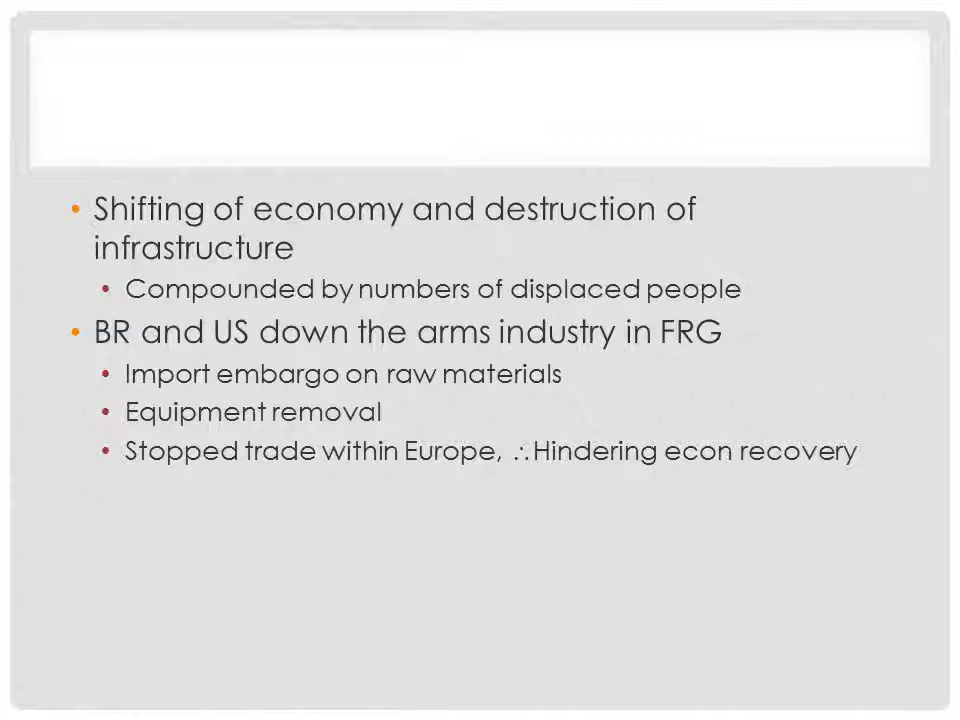 • Shifting of economy and destruction of
infrastructure
• Compounded by numbers of displaced people
• BR and US down the arms industry in FRG
• Import embargo on raw materials
• Equipment removal
• Stopped trade within Europe, ∴Hindering econ recovery